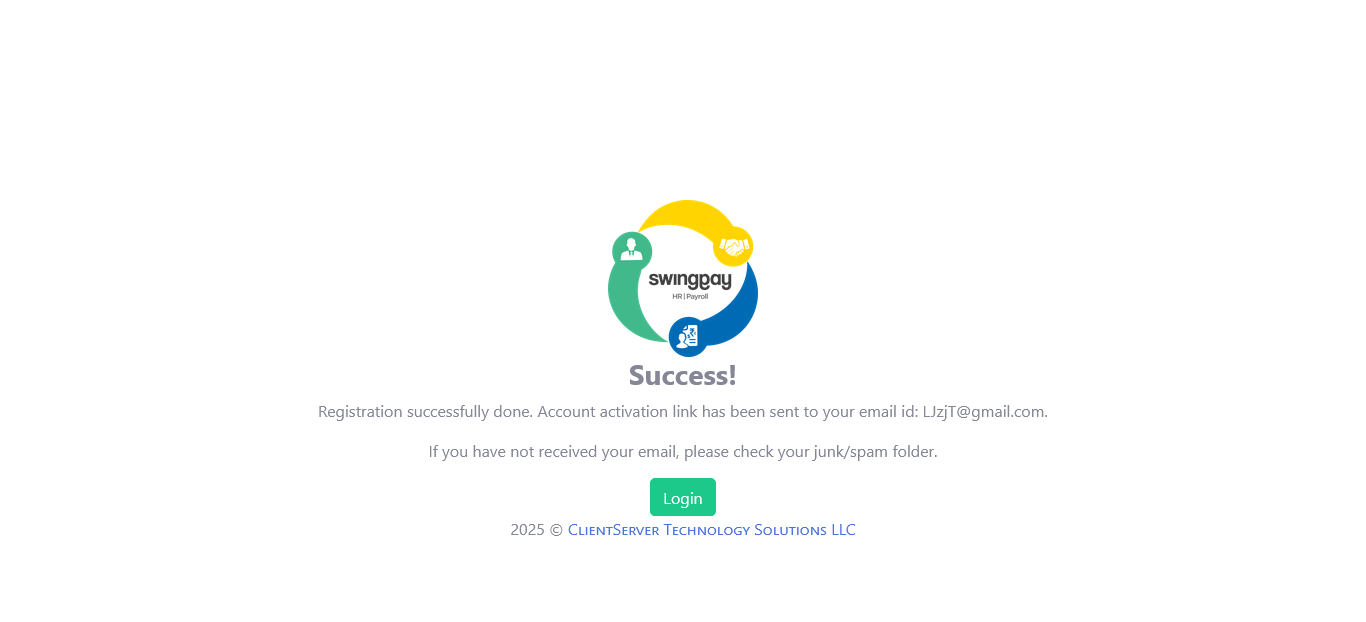 swingpay
HR | Payroll
Success!
Registration successfully done. Account activation link has been sent to your email id: LJzjT@gmail.com.
If you have not received your email, please check your junk/spam folder.
Login
2025 © ClientServer Technology Solutions LLC